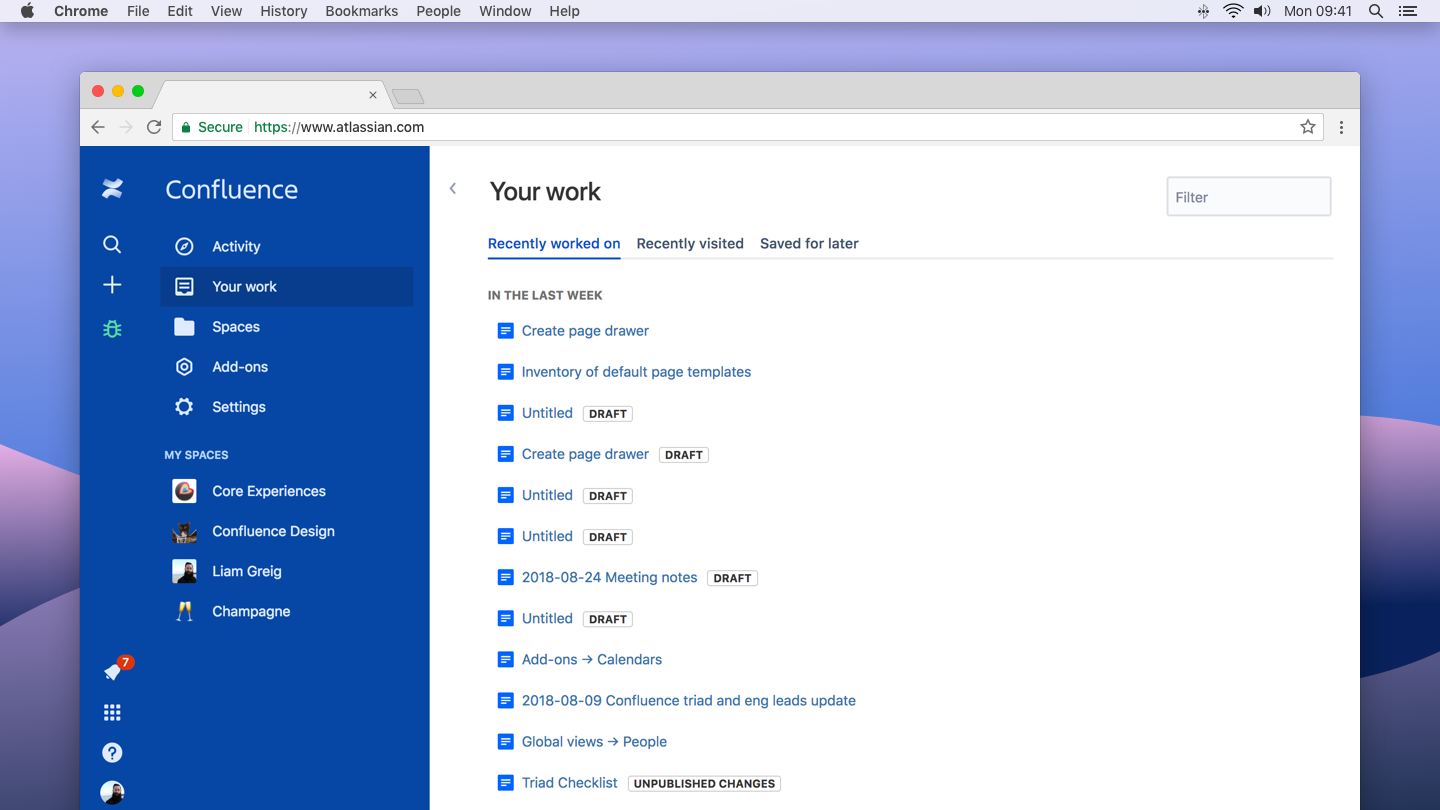 Chrome File Edit View History Bookmarks People Window Help Mon 09:41
Secure https://www.atlassian.com
Confluence
Activity
Your work
Spaces
Add-ons
Settings
MY SPACES
Core Experiences
Confluence Design
Liam Greig
Champagne
7
?
Your work
Filter
Recently worked on Recently visited Saved for later
IN THE LAST WEEK
Create page drawer
Inventory of default page templates
Untitled DRAFT
Create page drawer DRAFT
Untitled DRAFT
Untitled DRAFT
2018-08-24 Meeting notes DRAFT
Untitled DRAFT
Add-ons → Calendars
2018-08-09 Confluence triad and eng leads update
Global views → People
Triad Checklist UNPUBLISHED CHANGES